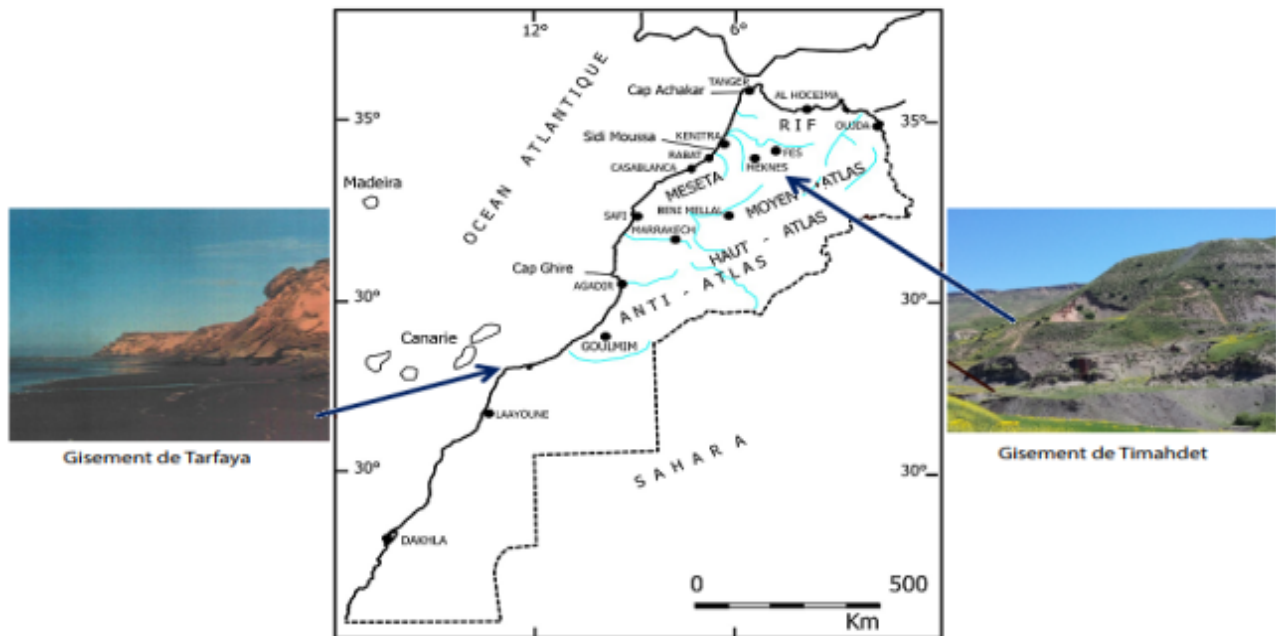 12°
6°
OCEAN ATLANTIQUE
TANGER
Cap Achakar
AL HOCEIMA
35°
35°
RIF
OUJDA
Sidi Moussa
KENITRA
RABAT
FES
CASABLANCA
MEKNES
Madeira
MESETA
MOYEN - ATLAS
SAFI
BENI MELLAL
MARRAKECH
HAUT - ATLAS
Cap Ghire
AGADIR
30°
30°
ANTI - ATLAS
Canarie
GOULMIM
LAAYOUNE
Gisement de Tarfaya
Gisement de Timahdet
SAHARA
30°
30°
DAKHLA
0 500
Km